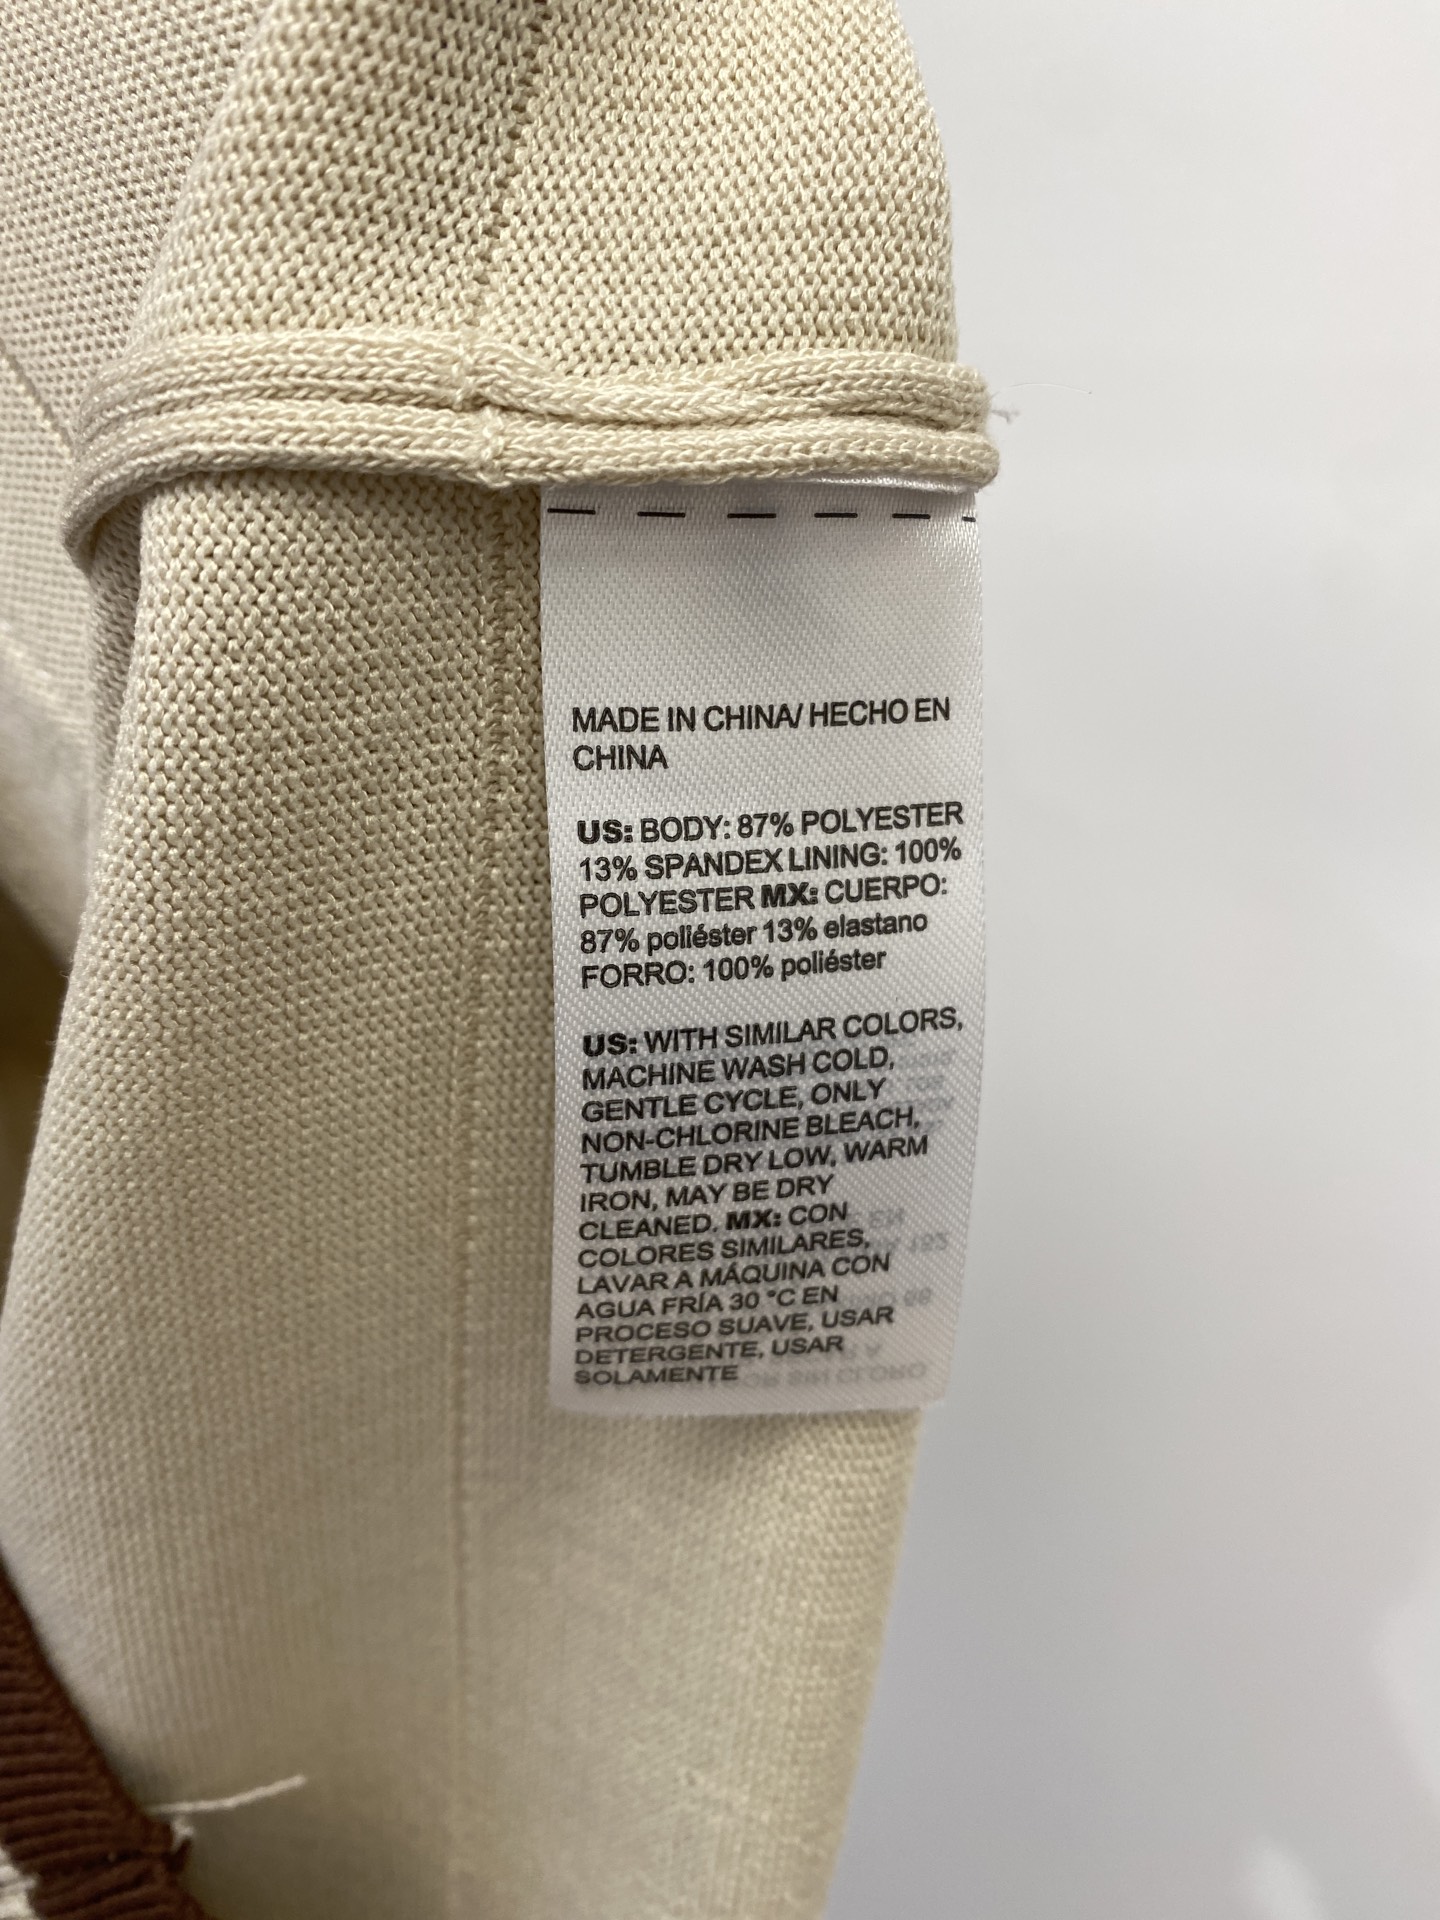 MADE IN CHINA/ HECHO EN
CHINA
US: BODY: 87% POLYESTER
13% SPANDEX LINING: 100%
POLYESTER MX: CUERPO:
87% poliéster 13% elastano
FORRO: 100% poliéster
US: WITH SIMILAR COLORS,
MACHINE WASH COLD,
GENTLE CYCLE, ONLY
NON-CHLORINE BLEACH,
TUMBLE DRY LOW, WARM
IRON, MAY BE DRY
CLEANED. MX: CON
COLORES SIMILARES,
LAVAR A MÁQUINA CON
AGUA FRÍA 30 °C EN
PROCESO SUAVE, USAR
DETERGENTE, USAR
SOLAMENTE